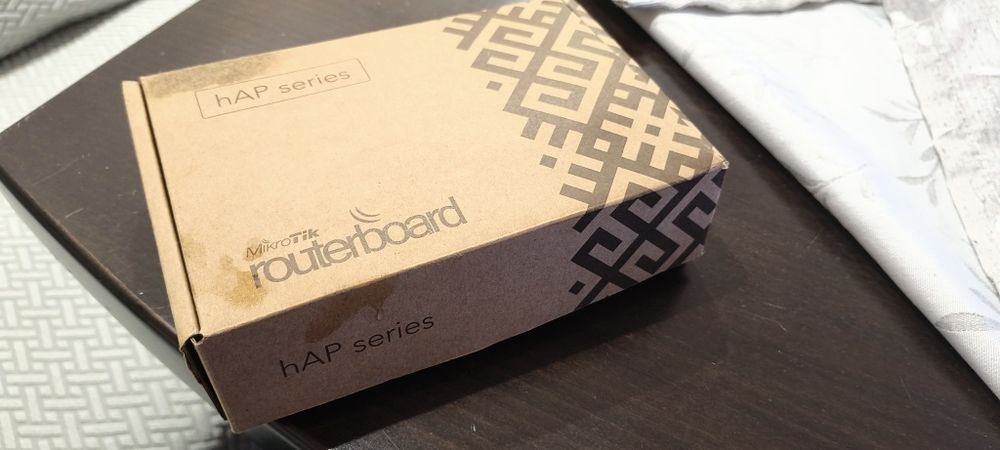 hAP series
MikroTik
routerboard
hAP series